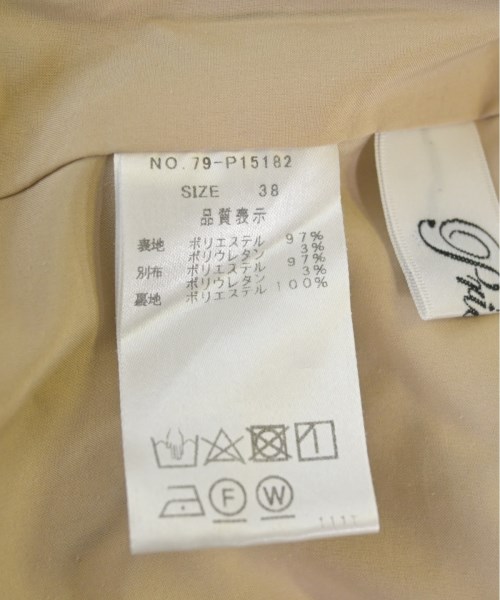 NO.79-P15182
SIZE 38
品質表示
表地 ポリエステル 97%
ポリウレタン 3%
別布 ポリエステル 97%
ポリウレタン 3%
裏地 ポリエステル 100%
F W